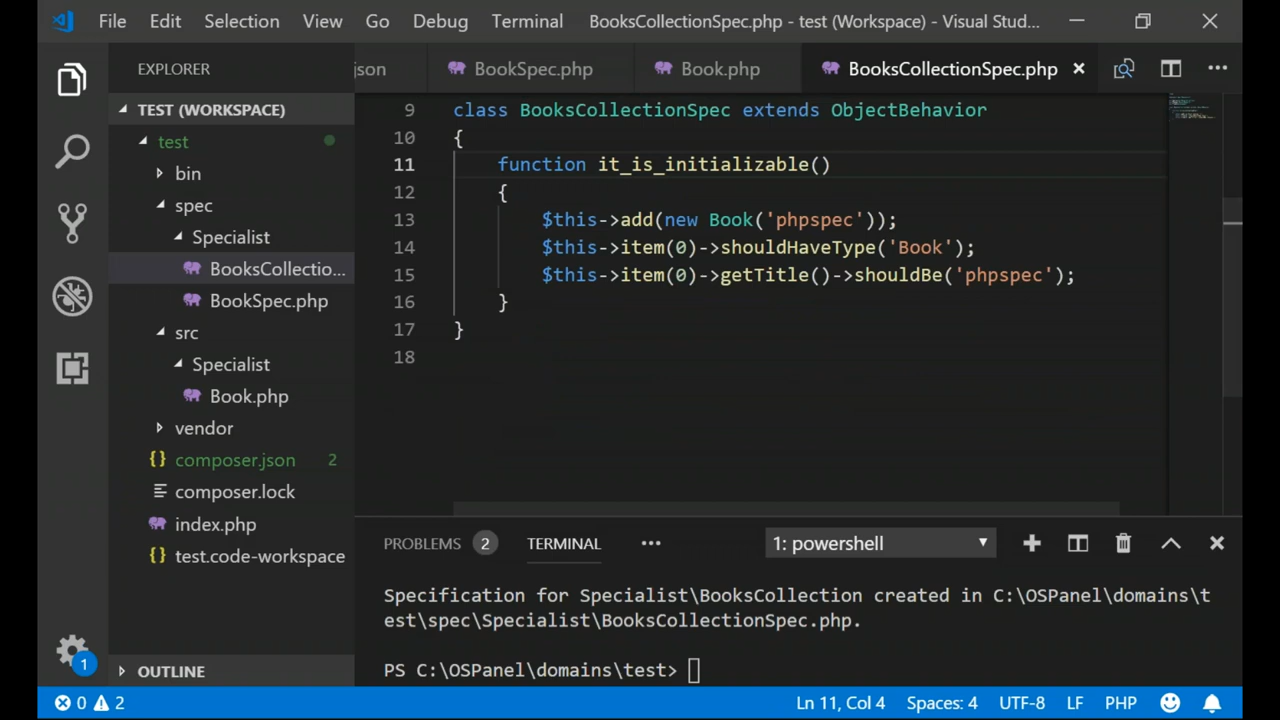 File Edit Selection View Go Debug Terminal BooksCollectionSpec.php - test (Workspace) - Visual Stud...
EXPLORER
json BookSpec.php Book.php BooksCollectionSpec.php
TEST (WORKSPACE)
test
bin
spec
Specialist
BooksCollectio...
BookSpec.php
src
Specialist
Book.php
vendor
{} composer.json 2
composer.lock
index.php
{} test.code-workspace
OUTLINE
1
9 class BooksCollectionSpec extends ObjectBehavior
10 {
11 function it_is_initializable()
12 {
13 $this->add(new Book('phpspec'));
14 $this->item(0)->shouldHaveType('Book');
15 $this->item(0)->getTitle()->shouldBe('phpspec');
16 }
17 }
18
PROBLEMS 2 TERMINAL ••• 1: powershell
Specification for Specialist\BooksCollection created in C:\OSPanel\domains\t
est\spec\Specialist\BooksCollectionSpec.php.
PS C:\OSPanel\domains\test>
0 2 Ln 11, Col 4 Spaces: 4 UTF-8 LF PHP